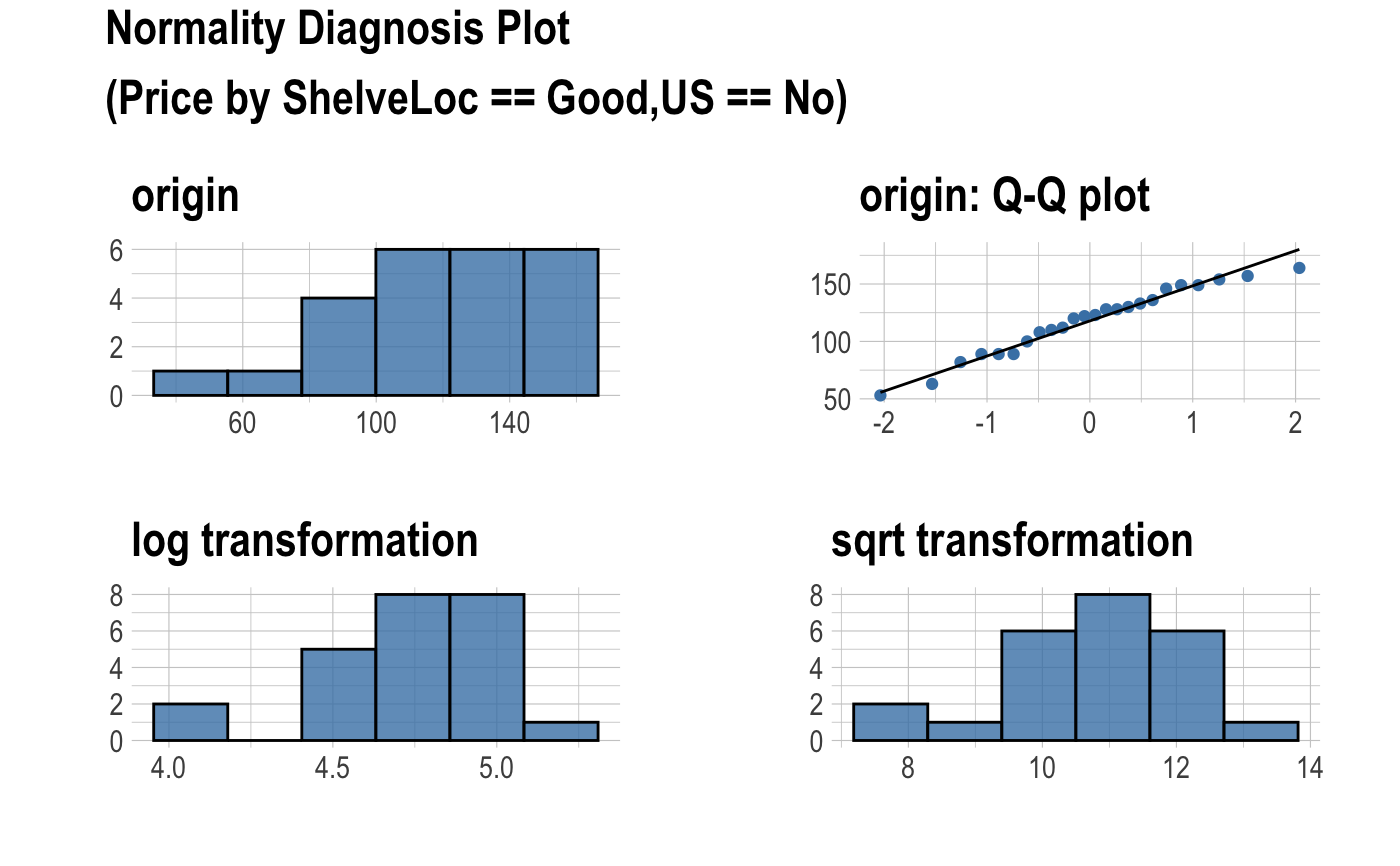 Normality Diagnosis Plot
(Price by ShelveLoc == Good,US == No)
origin
6
4
2
0
60 100 140
origin: Q-Q plot
150
100
50
-2 -1 0 1 2
log transformation
8
6
4
2
0
4.0 4.5 5.0
sqrt transformation
8
6
4
2
0
8 10 12 14